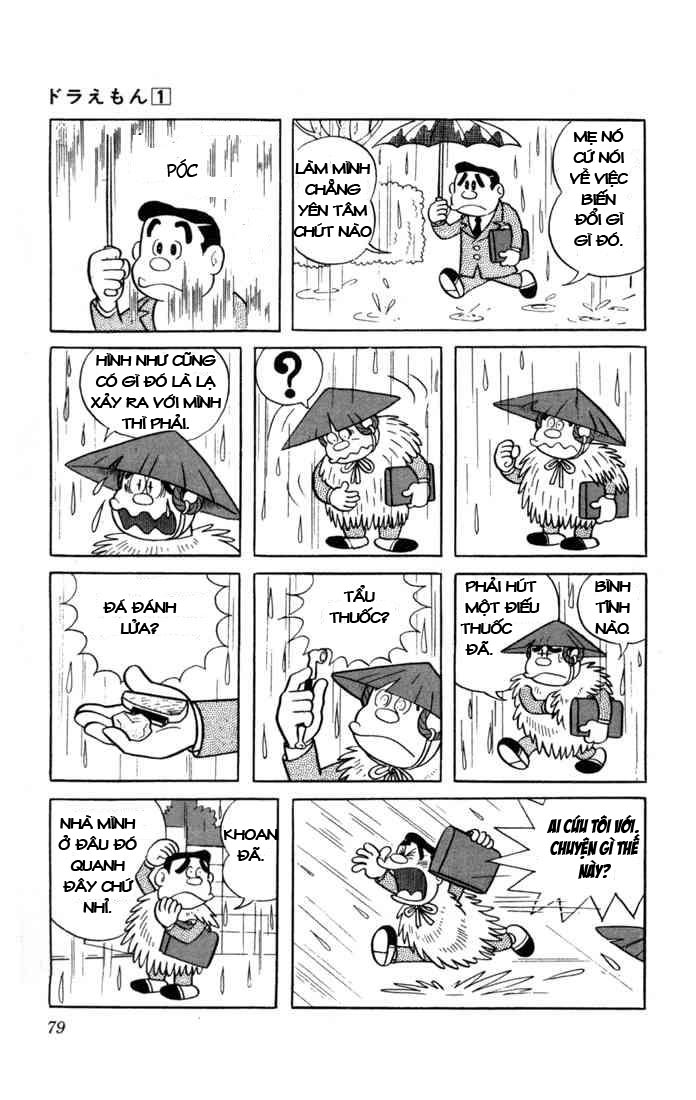 ドラえもん 1
MẸ NÓ
CỨ NÓI
VỀ VIỆC
BIẾN
ĐỔI GÌ
GÌ ĐÓ.
LÀM MÌNH
CHẲNG
YÊN TÂM
CHÚT NÀO
PÓC
?
HÌNH NHƯ CŨNG
CÓ GÌ ĐÓ LÀ LẠ
XẢY RA VỚI MÌNH
THÌ PHẢI.
BÌNH
TĨNH
NÀO.
PHẢI HÚT
MỘT ĐIẾU
THUỐC
ĐÃ.
TẨU
THUỐC?
ĐÁ ĐÁNH
LỬA?
AI CỨU TÔI VỚI.
CHUYỆN GÌ THẾ
NÀY?
KHOAN
ĐÃ.
NHÀ MÌNH
Ở ĐÂU ĐÓ
QUANH
ĐÂY CHỨ
NHỈ.
79